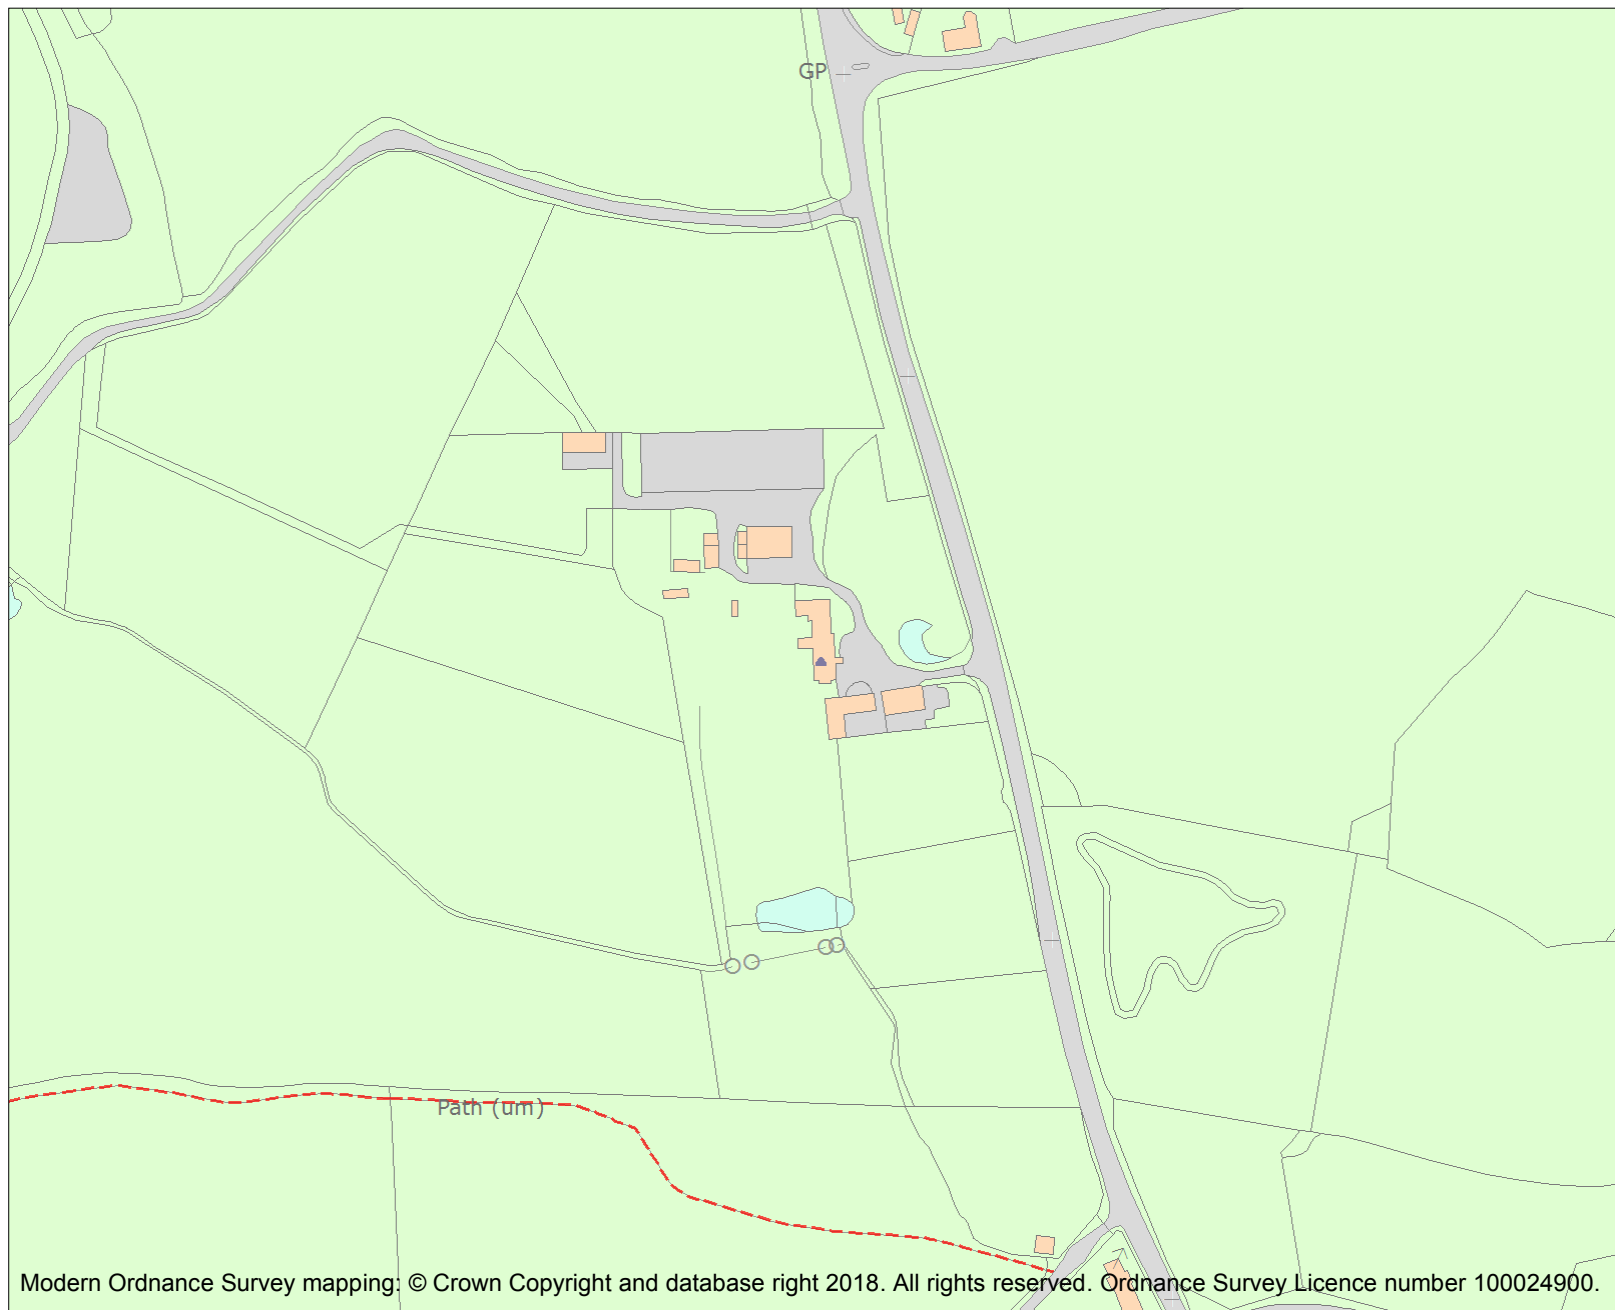 GP
Path (um)
Modern Ordnance Survey mapping: © Crown Copyright and database right 2018. All rights reserved. Ordnance Survey Licence number 100024900.